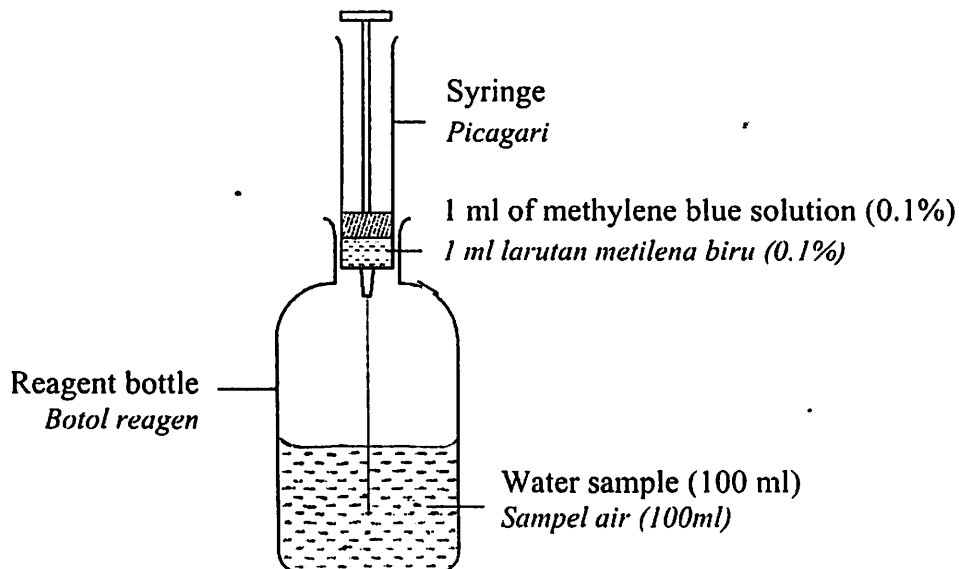 Syringe
Picagari
1 ml of methylene blue solution (0.1%)
1 ml larutan metilena biru (0.1%)
Reagent bottle
Botol reagen
Water sample (100 ml)
Sampel air (100ml)